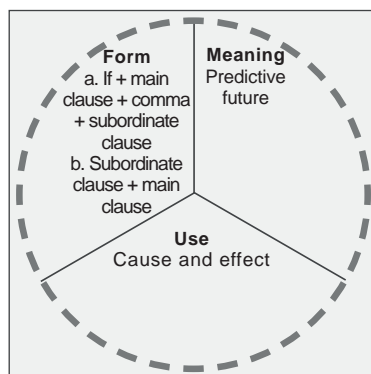 Form
a. If + main
clause + comma
+ subordinate
clause
b. Subordinate
clause + main
clause
Meaning
Predictive
future
Use
Cause and effect